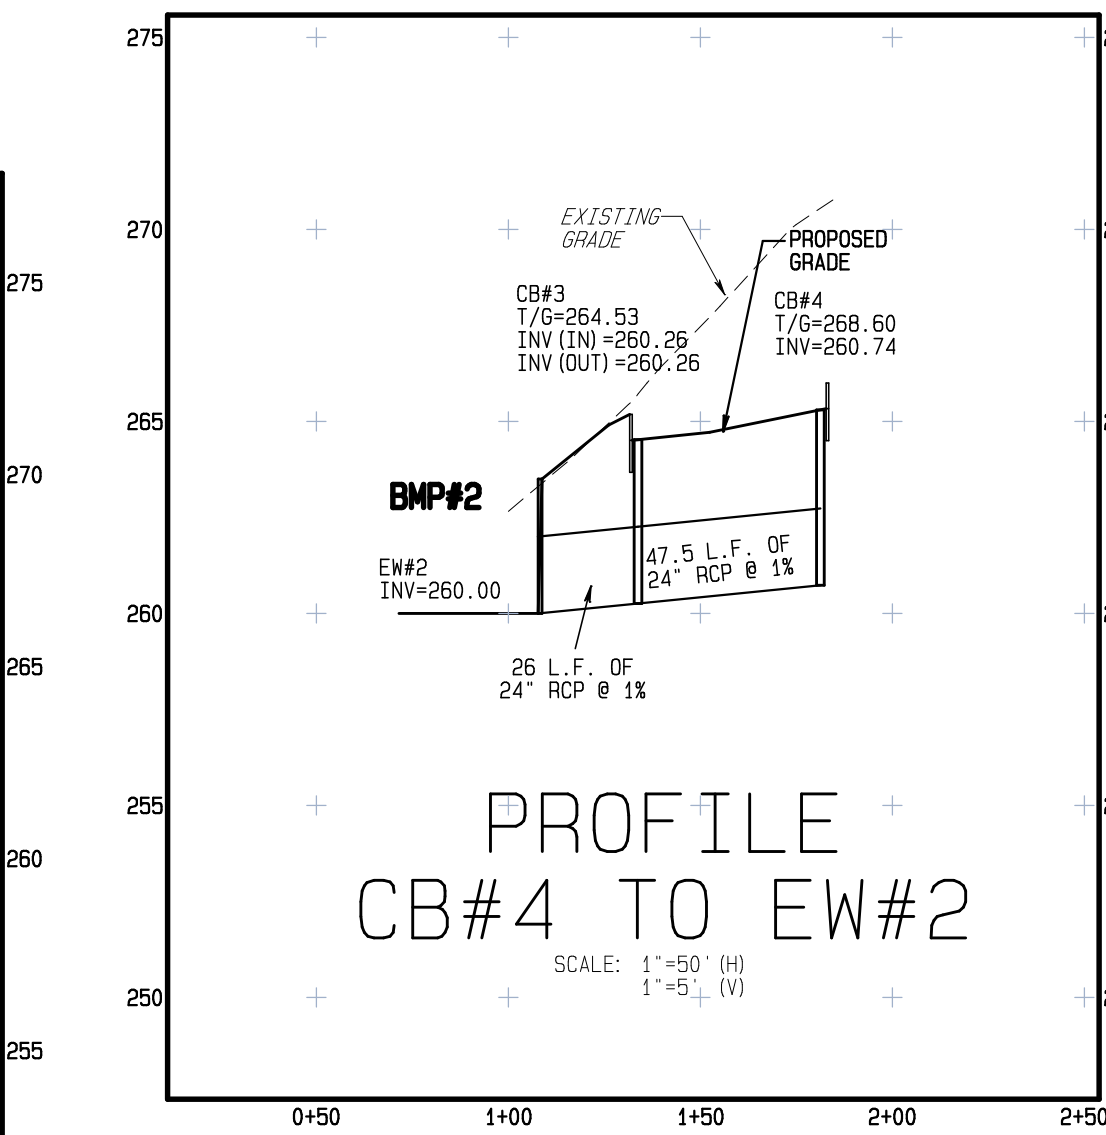 275
270
265
260
255
250
275
270
265
260
255
EXISTING
GRADE
PROPOSED
GRADE
CB#3
T/G=264.53
INV (IN) =260.26
INV (OUT) =260.26
CB#4
T/G=268.60
INV=260.74
BMP#2
EW#2
INV=260.00
47.5 L.F. OF
24" RCP @ 1%
26 L.F. OF
24" RCP @ 1%
PROFILE
CB#4 TO EW#2
SCALE: 1"=50' (H)
1"=5' (V)
0+50 1+00 1+50 2+00 2+50